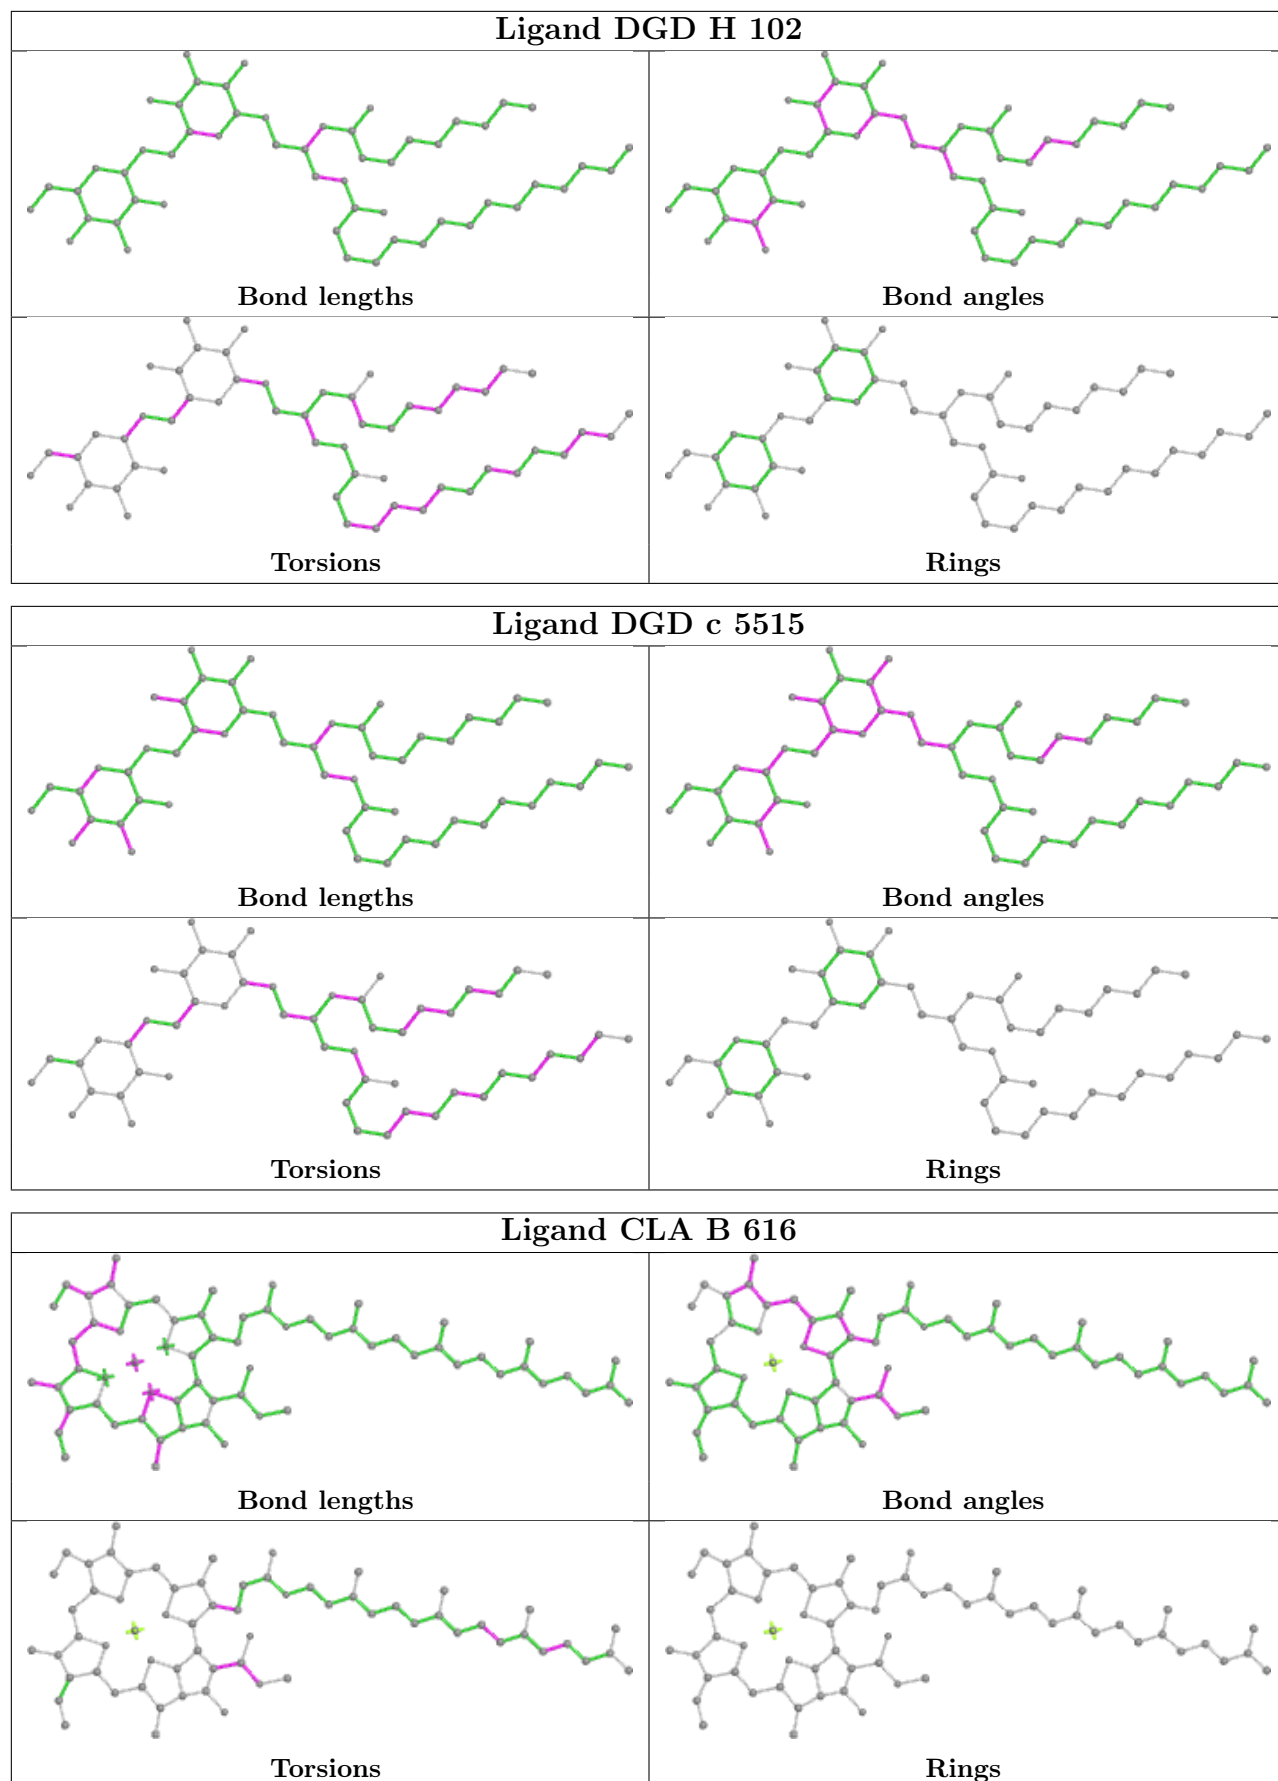 Ligand DGD H 102
Bond lengths
Bond angles
Torsions
Rings
Ligand DGD c 5515
Bond lengths
Bond angles
Torsions
Rings
Ligand CLA B 616
Bond lengths
Bond angles
Torsions
Rings